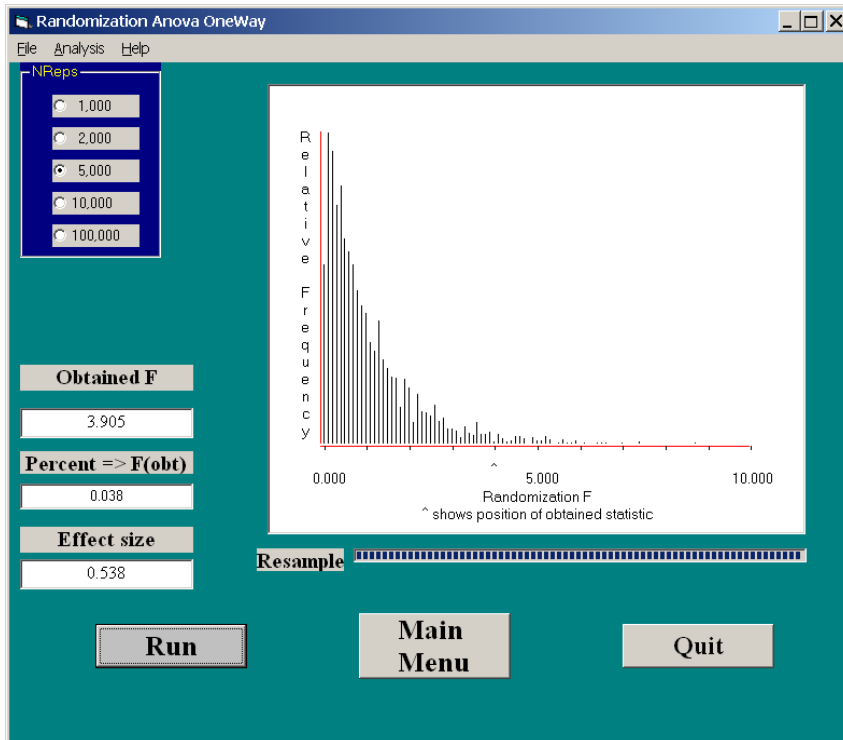 Randomization Anova OneWay
File Analysis Help
NReps
1,000
2,000
5,000
10,000
100,000
Obtained F
3.905
Percent => F(obt)
0.038
Effect size
0.538
Relative Frequency
0.000 5.000 10.000
^
Randomization F
^ shows position of obtained statistic
Resample
Run
Main
Menu
Quit